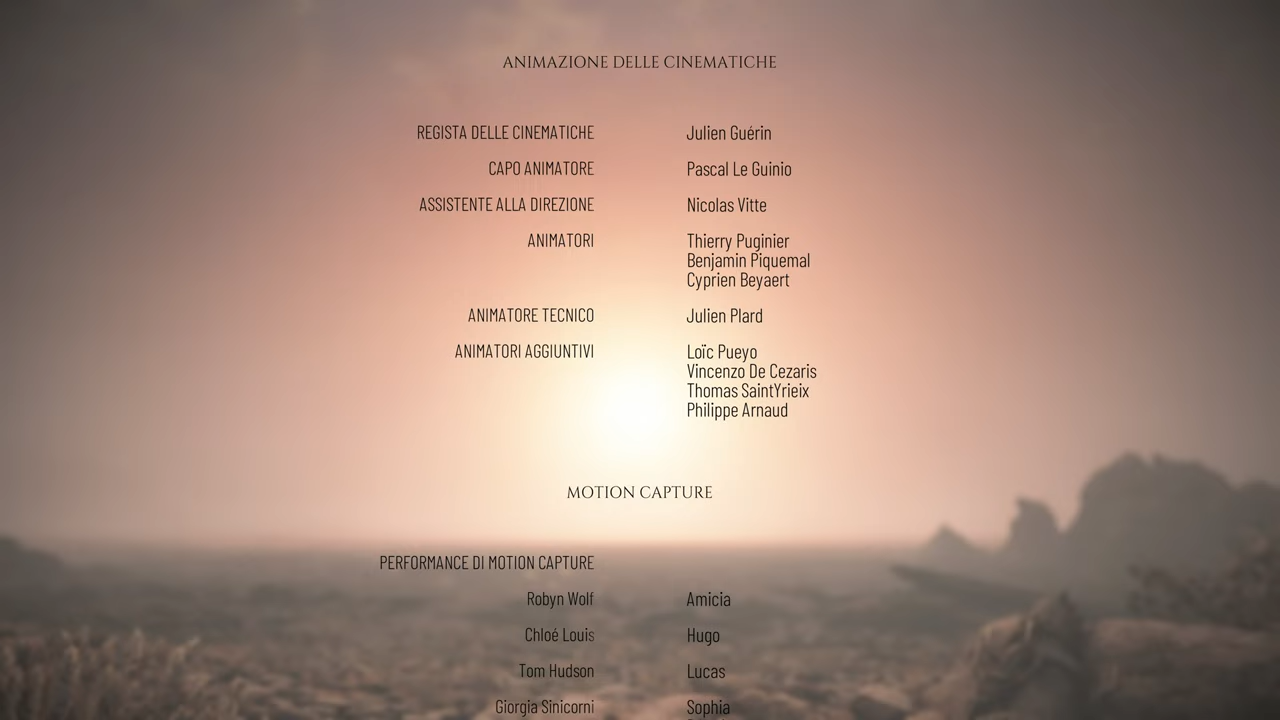 ANIMAZIONE DELLE CINEMATICHE
REGISTA DELLE CINEMATICHE Julien Guérin
CAPO ANIMATORE Pascal Le Guinio
ASSISTENTE ALLA DIREZIONE Nicolas Vitte
ANIMATORI Thierry Puginier
Benjamin Piquemal
Cyprien Beyaert
ANIMATORE TECNICO Julien Plard
ANIMATORI AGGIUNTIVI Loïc Pueyo
Vincenzo De Cezaris
Thomas SaintYrieix
Philippe Arnaud
MOTION CAPTURE
PERFORMANCE DI MOTION CAPTURE
Robyn Wolf Amicia
Chloé Louis Hugo
Tom Hudson Lucas
Giorgia Sinicorni Sophia